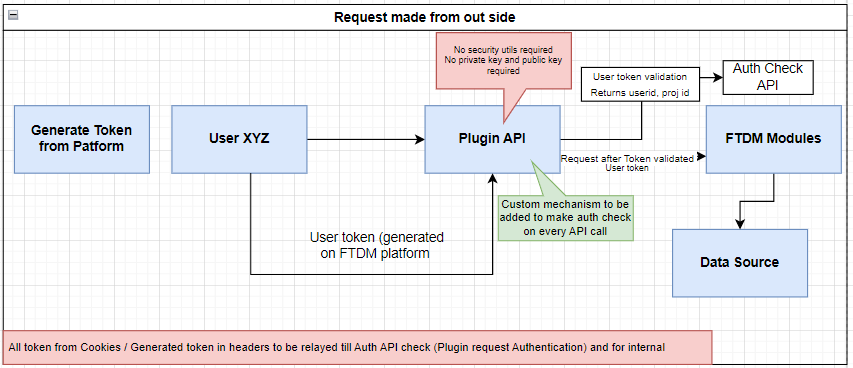 Request made from out side
No security utils required
No private key and public key
required
User token validation
Returns userid, proj id
Auth Check
API
Generate Token
from Patform
User XYZ
Plugin API
FTDM Modules
Request after Token validated
User token
Custom mechanism to be
added to make auth check
on every API call
User token (generated
on FTDM platform
Data Source
All token from Cookies / Generated token in headers to be relayed till Auth API check (Plugin request Authentication) and for internal